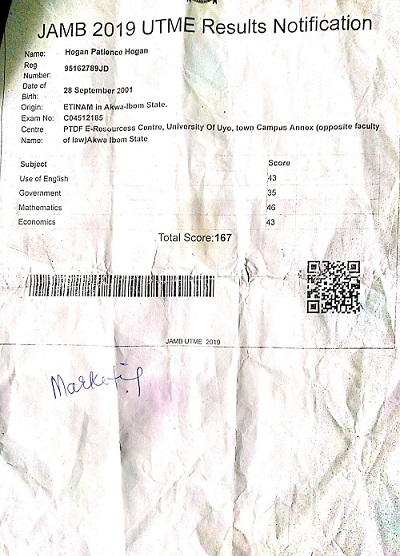 JAMB 2019 UTME Results Notification
Name: Hogan Patience Hogan
Reg Number: 95162789JD
Date of Birth: 28 September 2001
Origin: ETINAM in Akwa-Ibom State.
Exam No: C04512185
Centre Name: PTDF E-Resourcess Centre, University Of Uyo, town Campus Annex (opposite faculty
of law)Akwa Ibom State
Subject Score
Use of English 43
Government 35
Mathematics 46
Economics 43
Total Score:167
JAMB UTME 2019
Marketing